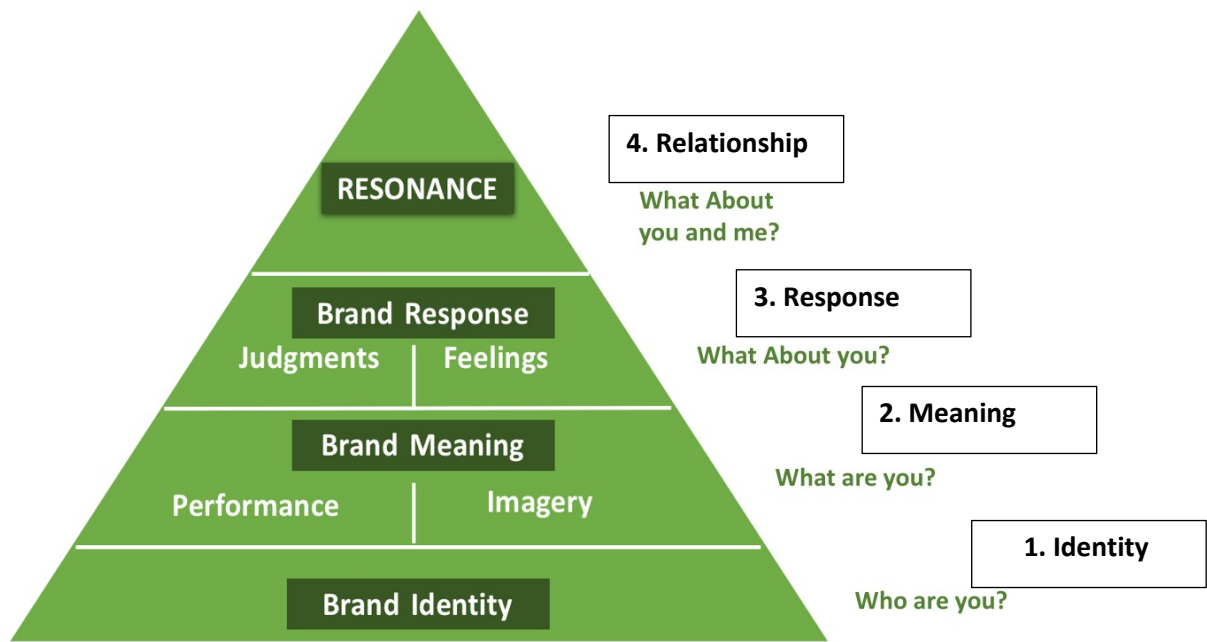 4. Relationship
RESONANCE
What About
you and me?
3. Response
Brand Response
Judgments Feelings
What About you?
2. Meaning
Brand Meaning
What are you?
Performance Imagery
1. Identity
Brand Identity
Who are you?